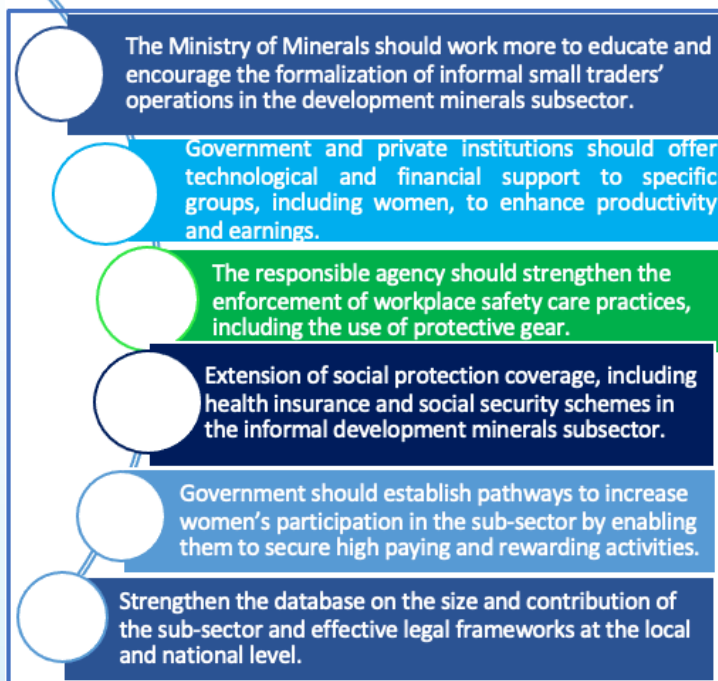 The Ministry of Minerals should work more to educate and
encourage the formalization of informal small traders'
operations in the development minerals subsector.
Government and private institutions should offer
technological and financial support to specific
groups, including women, to enhance productivity
and earnings.
The responsible agency should strengthen the
enforcement of workplace safety care practices,
including the use of protective gear.
Extension of social protection coverage, including
health insurance and social security schemes in
the informal development minerals subsector.
Government should establish pathways to increase
women's participation in the sub-sector by enabling
them to secure high paying and rewarding activities.
Strengthen the database on the size and contribution of
the sub-sector and effective legal frameworks at the local
and national level.